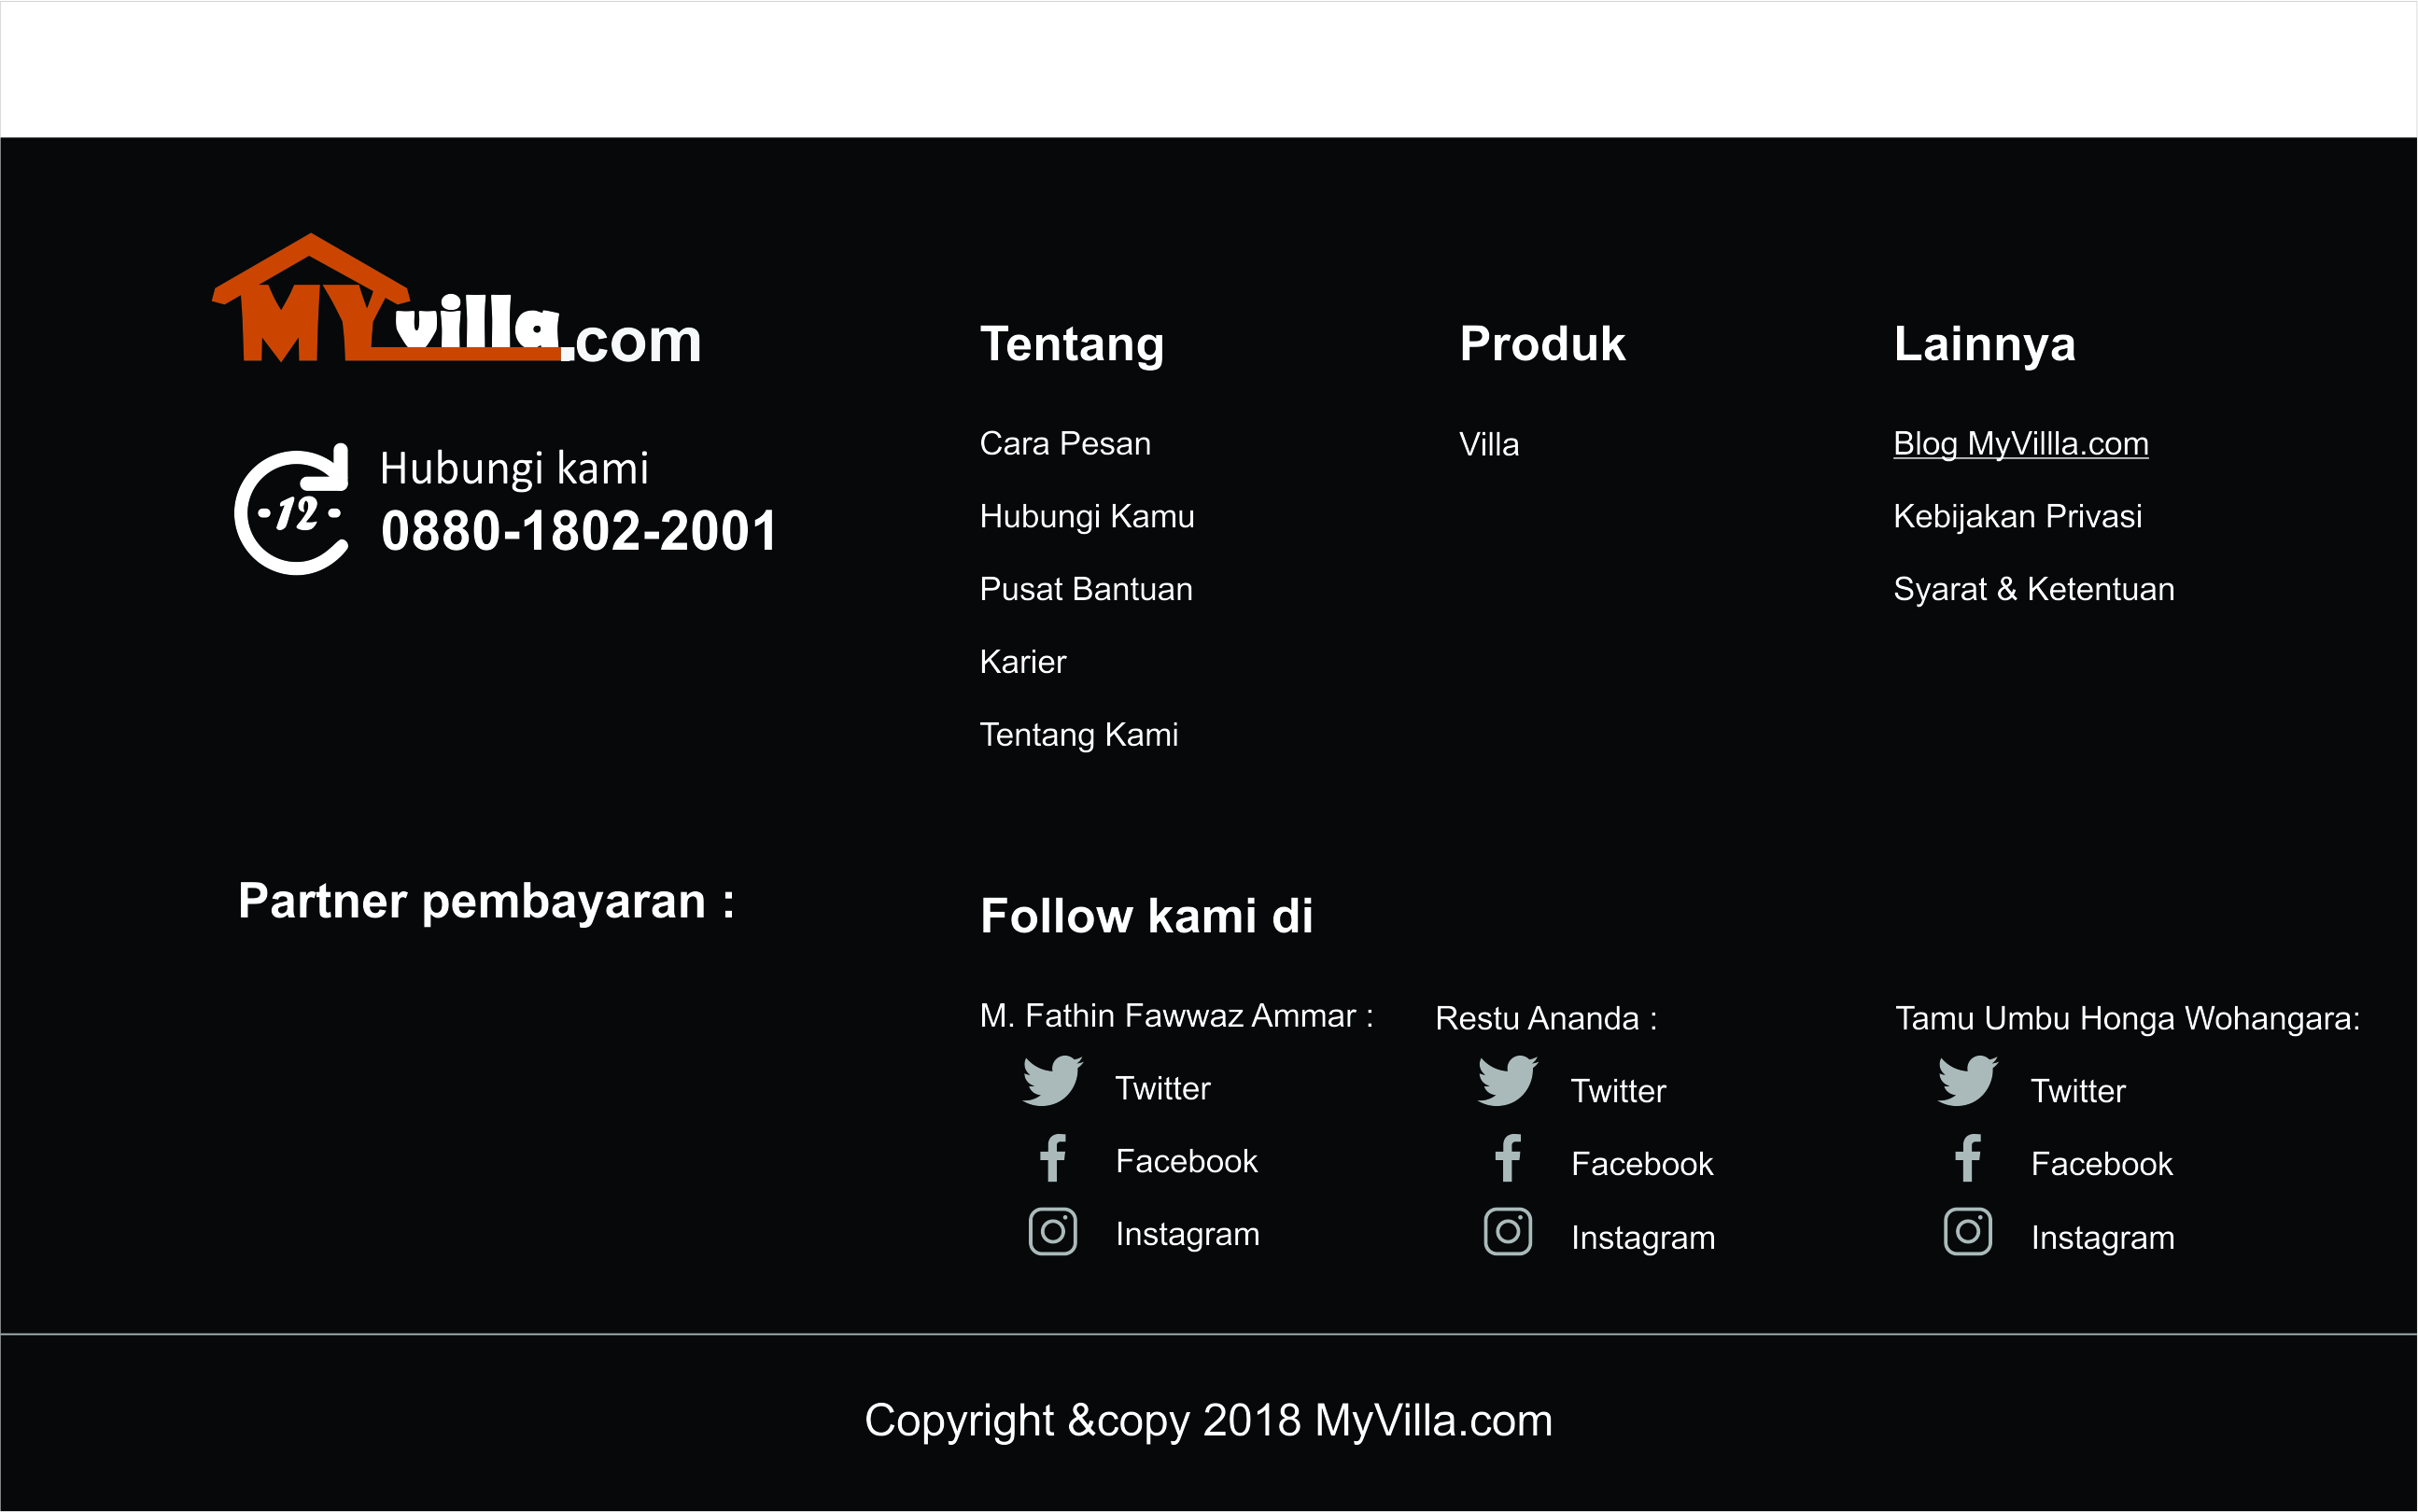 MYvilla.com
Hubungi kami
-12-
0880-1802-2001
Tentang
Cara Pesan
Hubungi Kamu
Pusat Bantuan
Karier
Tentang Kami
Produk
Villa
Lainnya
Blog MyVillla.com
Kebijakan Privasi
Syarat & Ketentuan
Partner pembayaran :
Follow kami di
M. Fathin Fawwaz Ammar :
Twitter
Facebook
Instagram
Restu Ananda :
Twitter
Facebook
Instagram
Tamu Umbu Honga Wohangara:
Twitter
Facebook
Instagram
Copyright &copy 2018 MyVilla.com